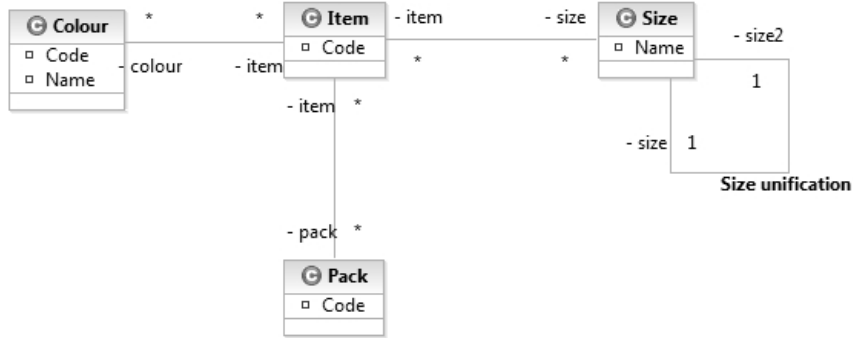 C Colour
Code
Name
* *
- colour - item
C Item
Code
- item - size
* *
C Size
Name
- size2
1
- size 1
Size unification
- item *
- pack *
C Pack
Code